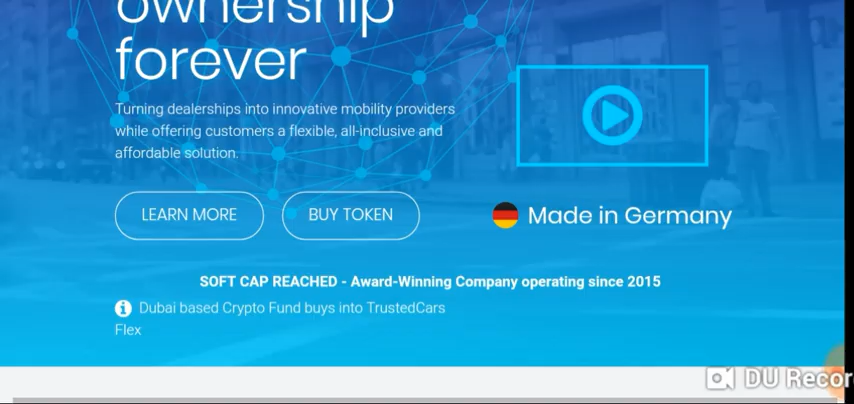 ownership
forever
Turning dealerships into innovative mobility providers
while offering customers a flexible, all-inclusive and
affordable solution.
LEARN MORE
BUY TOKEN
Made in Germany
SOFT CAP REACHED - Award-Winning Company operating since 2015
Dubai based Crypto Fund buys into TrustedCars
Flex
DU Recor